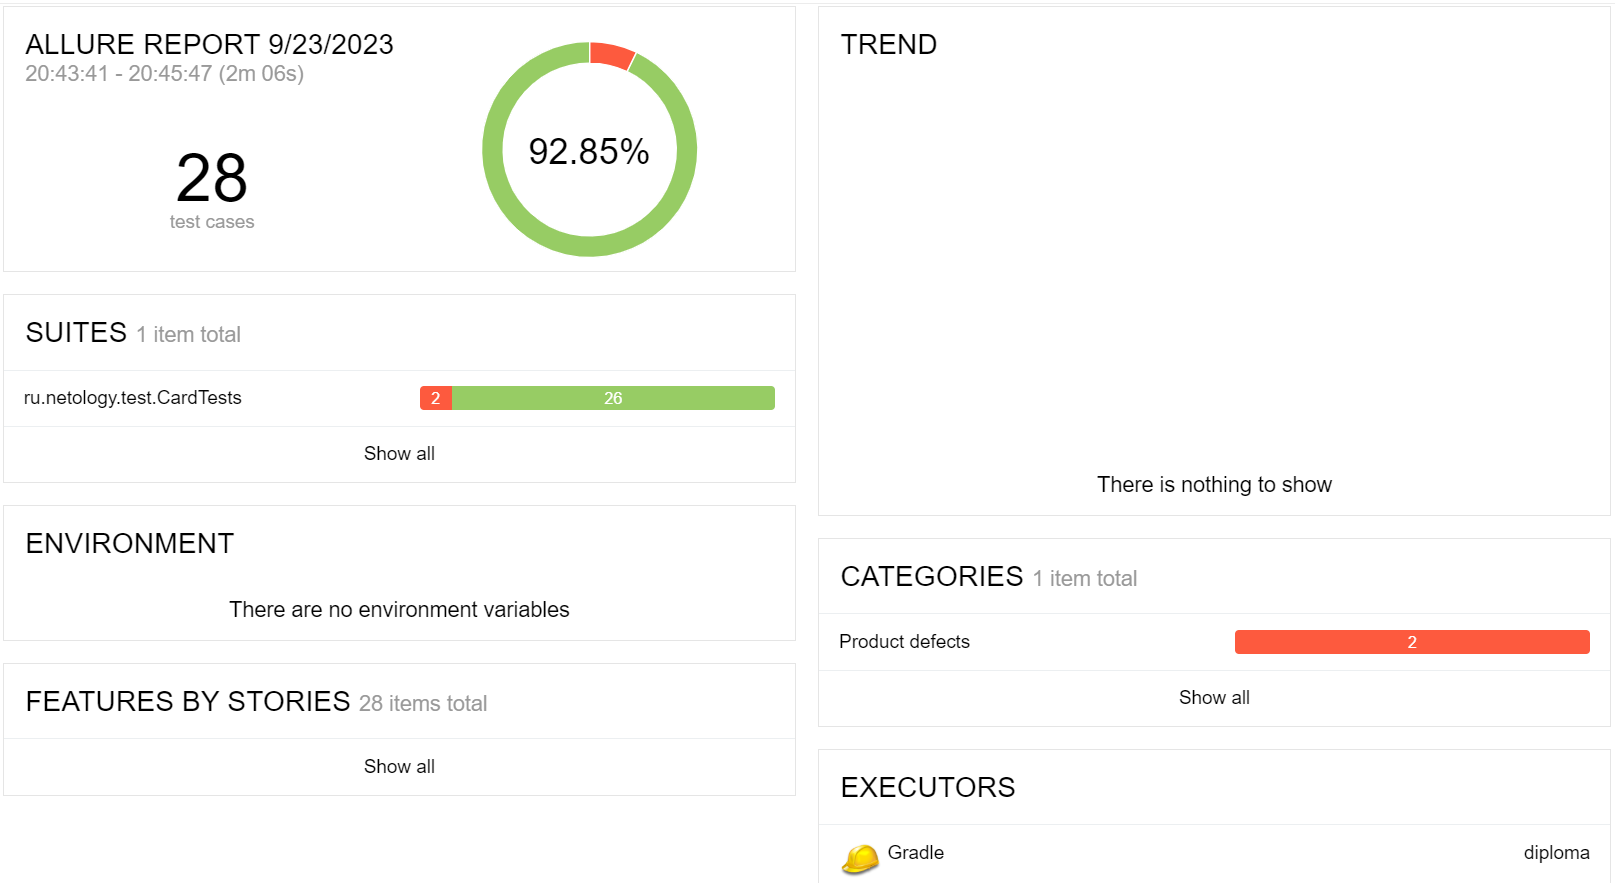 ALLURE REPORT 9/23/2023
20:43:41 - 20:45:47 (2m 06s)
28
test cases
92.85%
SUITES 1 item total
ru.netology.test.CardTests 2 26
Show all
ENVIRONMENT
There are no environment variables
FEATURES BY STORIES 28 items total
Show all
TREND
There is nothing to show
CATEGORIES 1 item total
Product defects 2
Show all
EXECUTORS
Gradle diploma